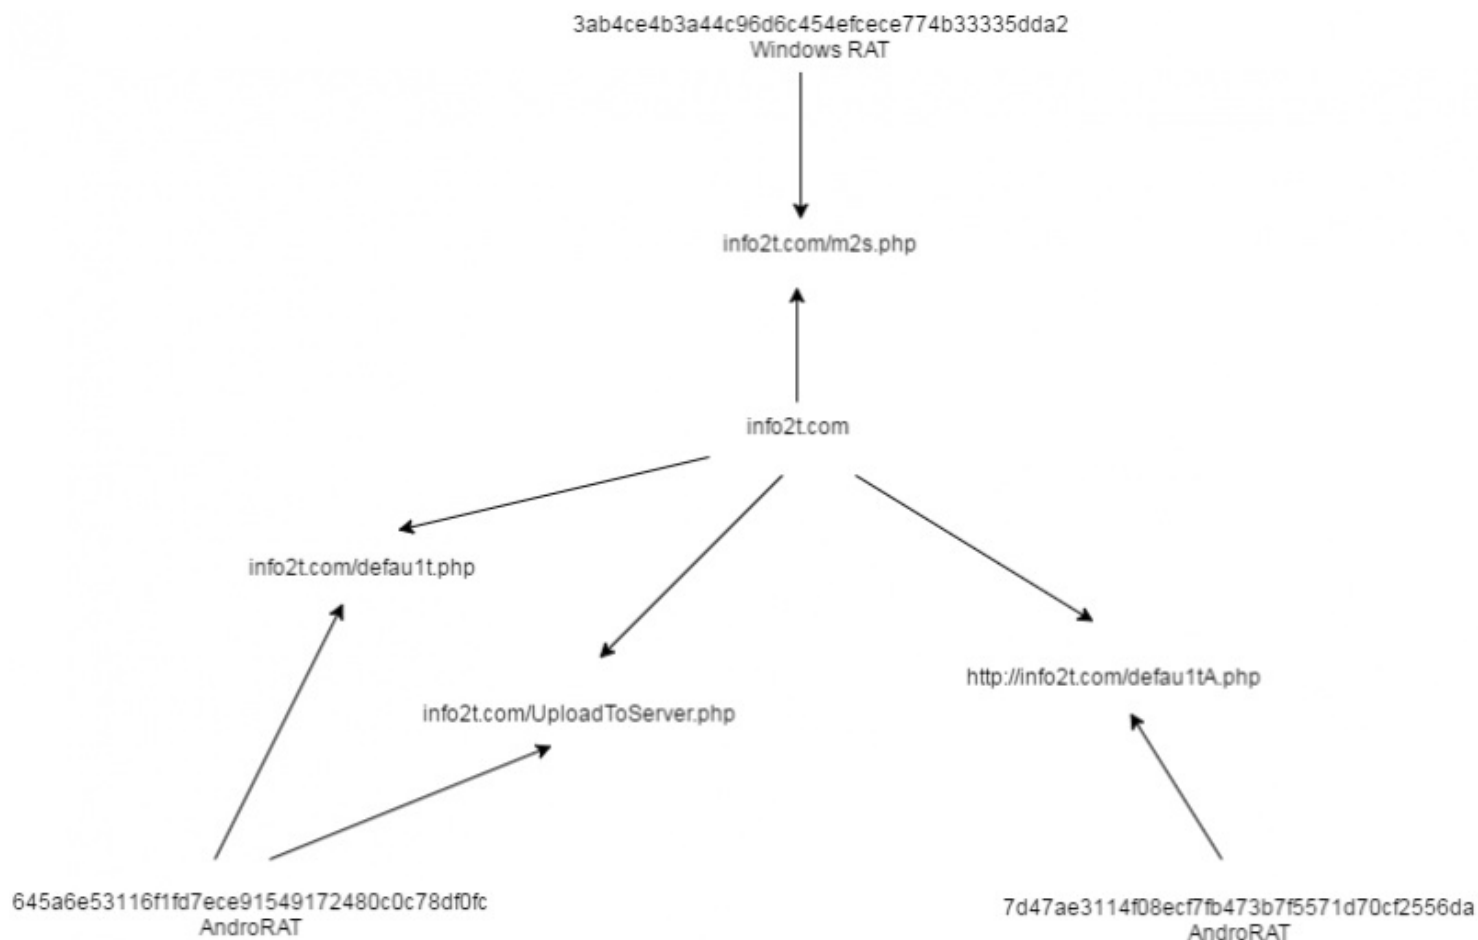 3ab4ce4b3a44c96d6c454efcece774b33335dda2
Windows RAT
info2t.com/m2s.php
info2t.com
info2t.com/defau1t.php
http://info2t.com/defau1tA.php
info2t.com/UploadToServer.php
645a6e53116f1fd7ece91549172480c0c78df0fc
AndroRAT
7d47ae3114f08ecf7fb473b7f5571d70cf2556da
AndroRAT